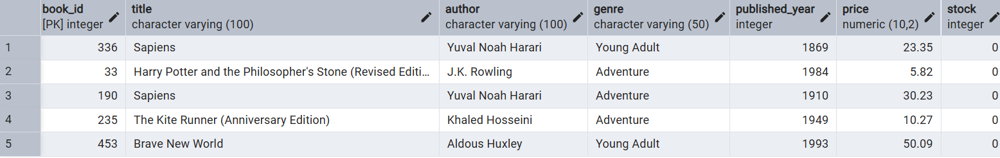 book_id title author genre published_year price stock
[PK] integer character varying (100) character varying (100) character varying (50) integer numeric (10,2) integer
1 336 Sapiens Yuval Noah Harari Young Adult 1869 23.35 0
2 33 Harry Potter and the Philosopher's Stone (Revised Editi... J.K. Rowling Adventure 1984 5.82 0
3 190 Sapiens Yuval Noah Harari Adventure 1910 30.23 0
4 235 The Kite Runner (Anniversary Edition) Khaled Hosseini Adventure 1949 10.27 0
5 453 Brave New World Aldous Huxley Young Adult 1993 50.09 0